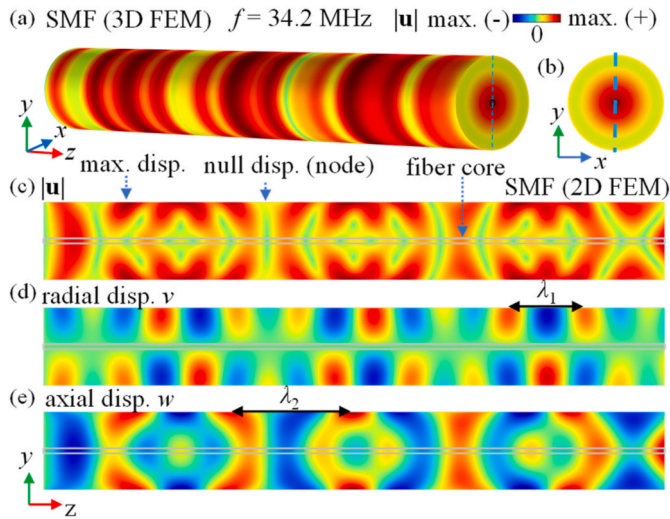 (a) SMF (3D FEM) f = 34.2 MHz |u| max. (-) 0 max. (+)
(b)
y
x
z
y
x
max. disp. null disp. (node) fiber core
(c) |u| SMF (2D FEM)
(d) radial disp. v λ1
(e) axial disp. w λ2
y
z